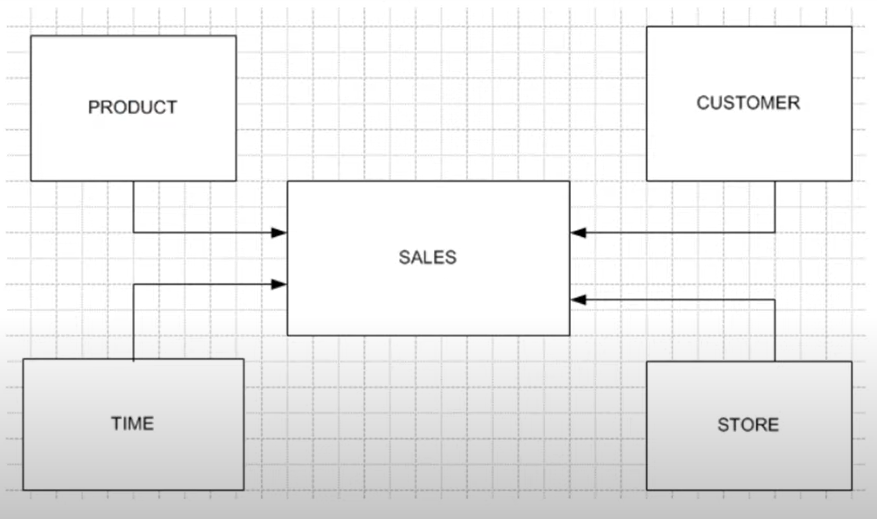 PRODUCT
CUSTOMER
SALES
TIME
STORE